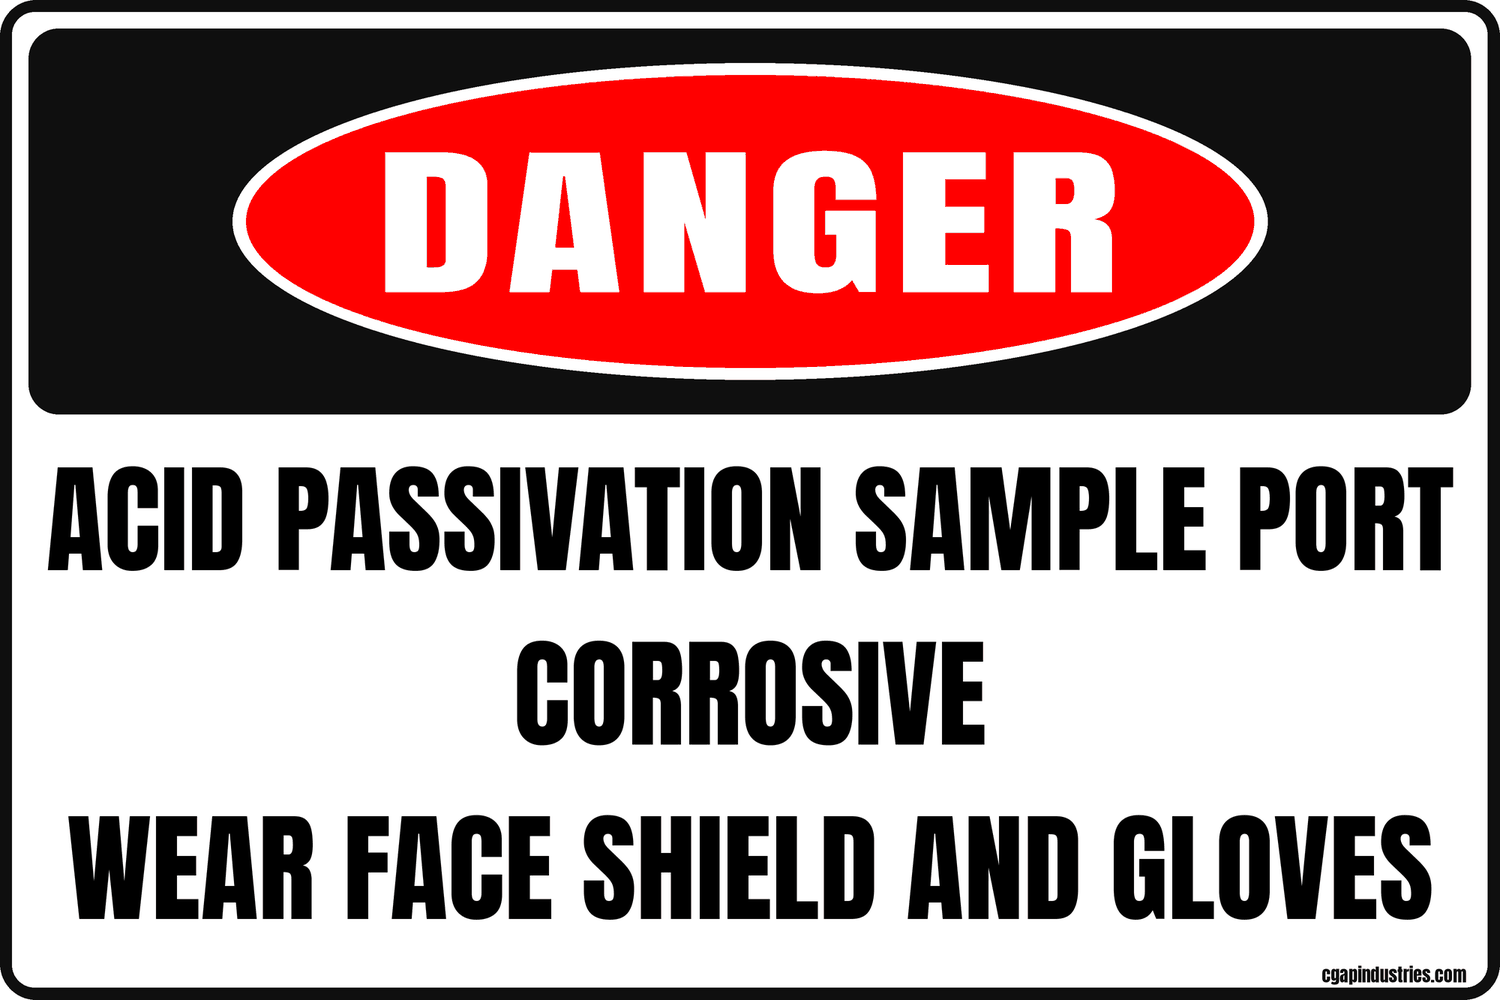 DANGER
ACID PASSIVATION SAMPLE PORT
CORROSIVE
WEAR FACE SHIELD AND GLOVES
cgapindustries.com